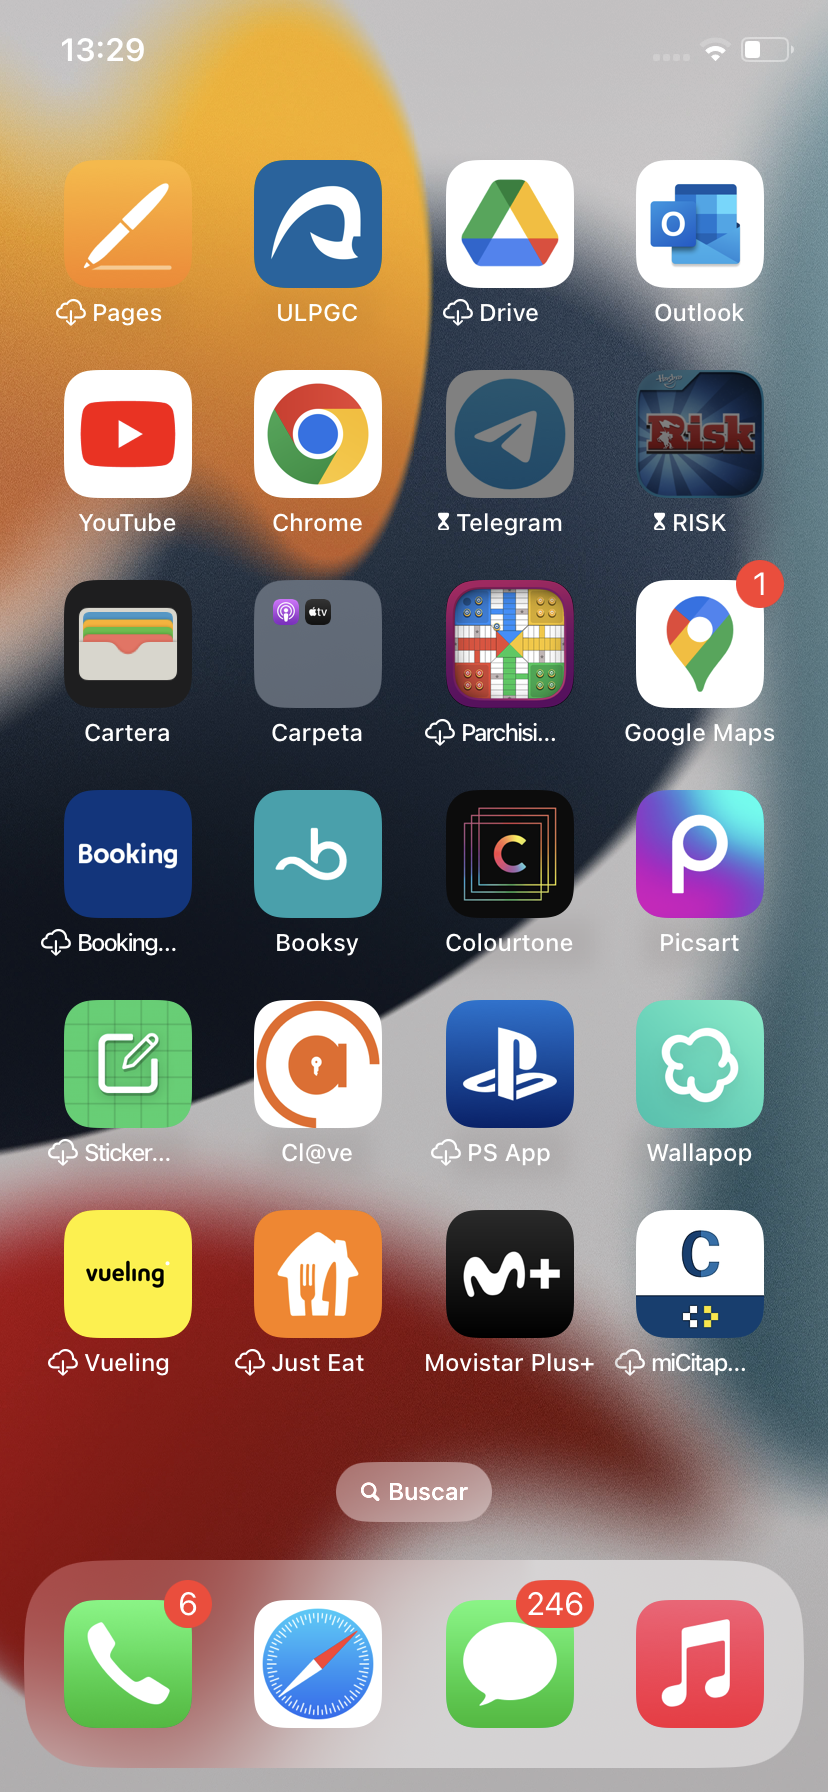 13:29
Pages
ULPGC
Drive
O
Outlook
YouTube
Chrome
Telegram
Hasbro
Risk
RISK
Cartera
tv
Carpeta
Parchisi...
1
Google Maps
Booking
Booking...
Booksy
C
Colourtone
Picsart
Sticker...
Cl@ve
PS App
Wallapop
vueling
Vueling
Just Eat
M+
Movistar Plus+
C
miCitap...
Buscar
6
246